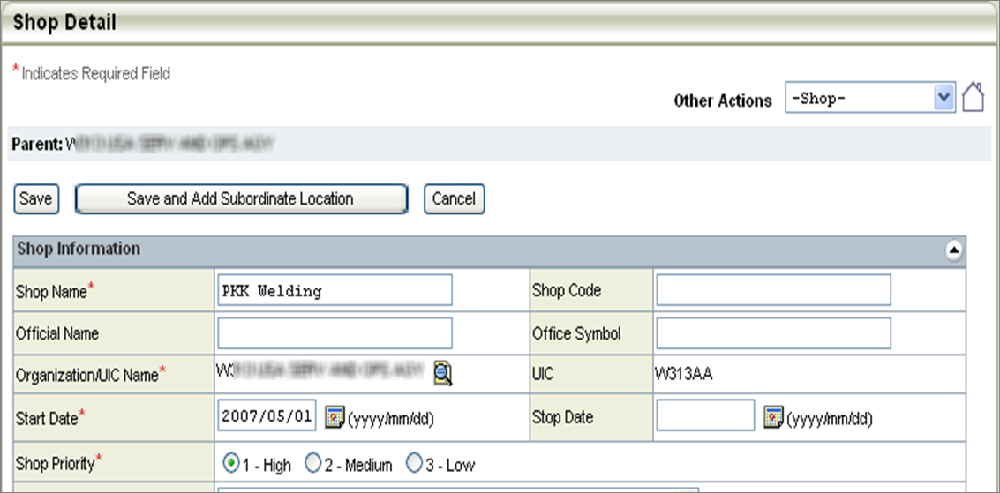 Shop Detail
* Indicates Required Field
Other Actions -Shop-
Parent:
Save Save and Add Subordinate Location Cancel
Shop Information
Shop Name* PKK Welding Shop Code
Official Name Office Symbol
Organization/UIC Name* UIC W313AA
Start Date* 2007/05/01 (yyyy/mm/dd) Stop Date (yyyy/mm/dd)
Shop Priority* 1 - High 2 - Medium 3 - Low